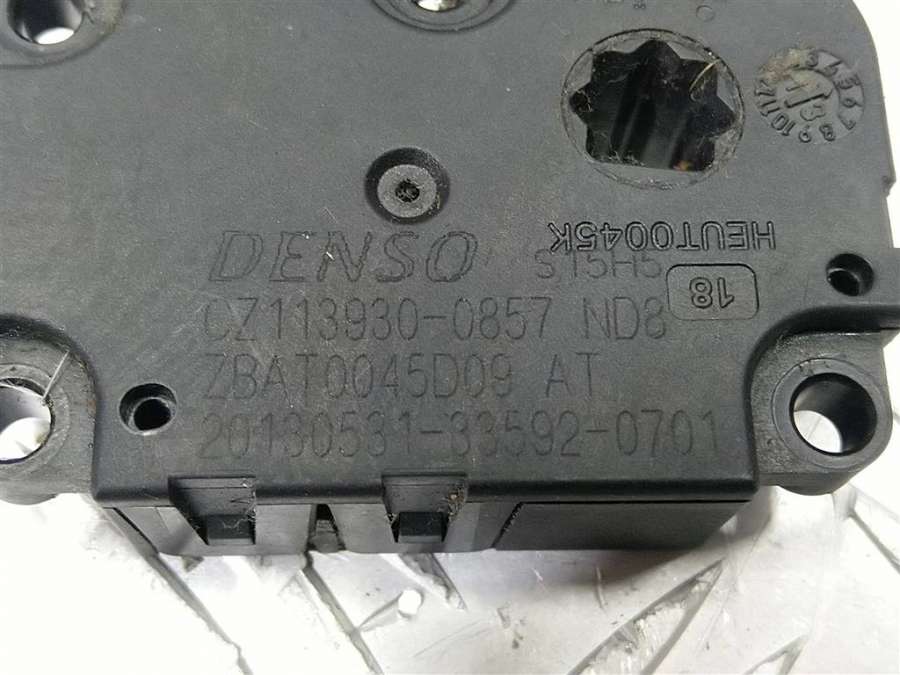 DENSO S15H5
CZ113930-0857 ND8
ZBAT0045D09 AT
20130531-33592-0701
HEUT0045K
18